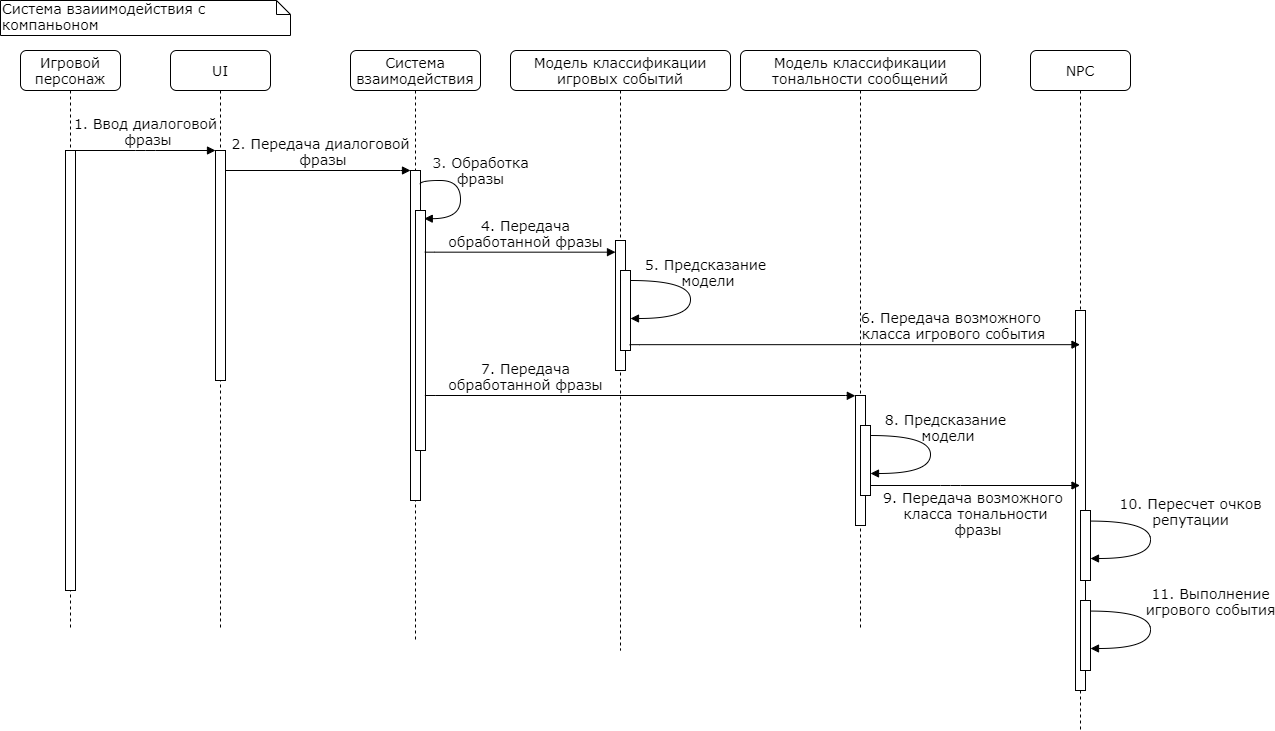 Система взаиимодействия с
компаньоном
Игровой
персонаж
UI
Система
взаимодействия
Модель классификации
игровых событий
Модель классификации
тональности сообщений
NPC
1. Ввод диалоговой
фразы
2. Передача диалоговой
фразы
3. Обработка
фразы
4. Передача
обработанной фразы
5. Предсказание
модели
6. Передача возможного
класса игрового события
7. Передача
обработанной фразы
8. Предсказание
модели
9. Передача возможного
класса тональности
фразы
10. Пересчет очков
репутации
11. Выполнение
игрового события